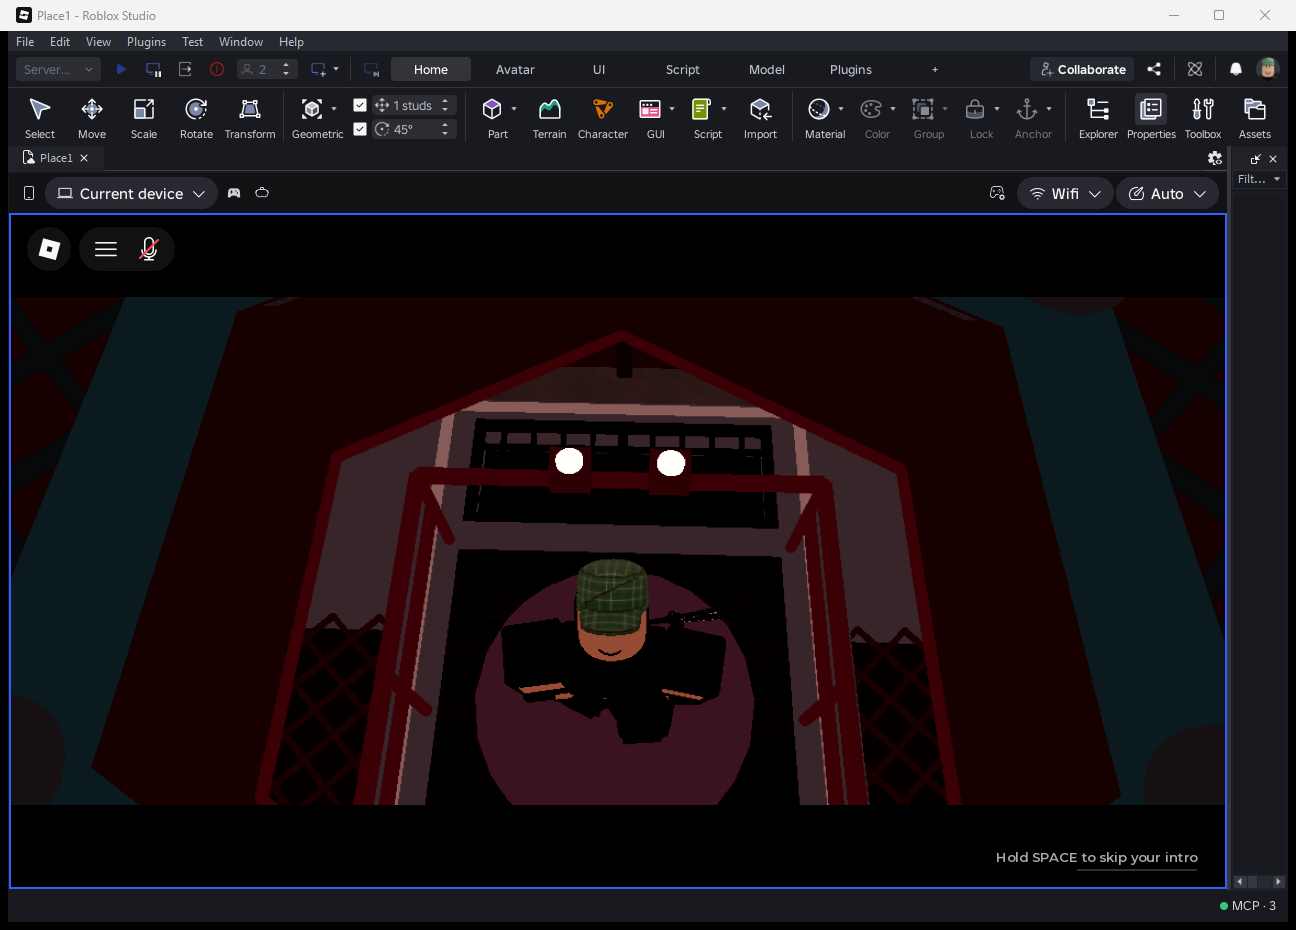 Place1 - Roblox Studio
File Edit View Plugins Test Window Help
Server... 2 Home Avatar UI Script Model Plugins + Collaborate
1 studs
45°
Select Move Scale Rotate Transform Geometric Part Terrain Character GUI Script Import Material Color Group Lock Anchor Explorer Properties Toolbox Assets
Place1
Filt...
Current device Wifi Auto
Hold SPACE to skip your intro
MCP · 3